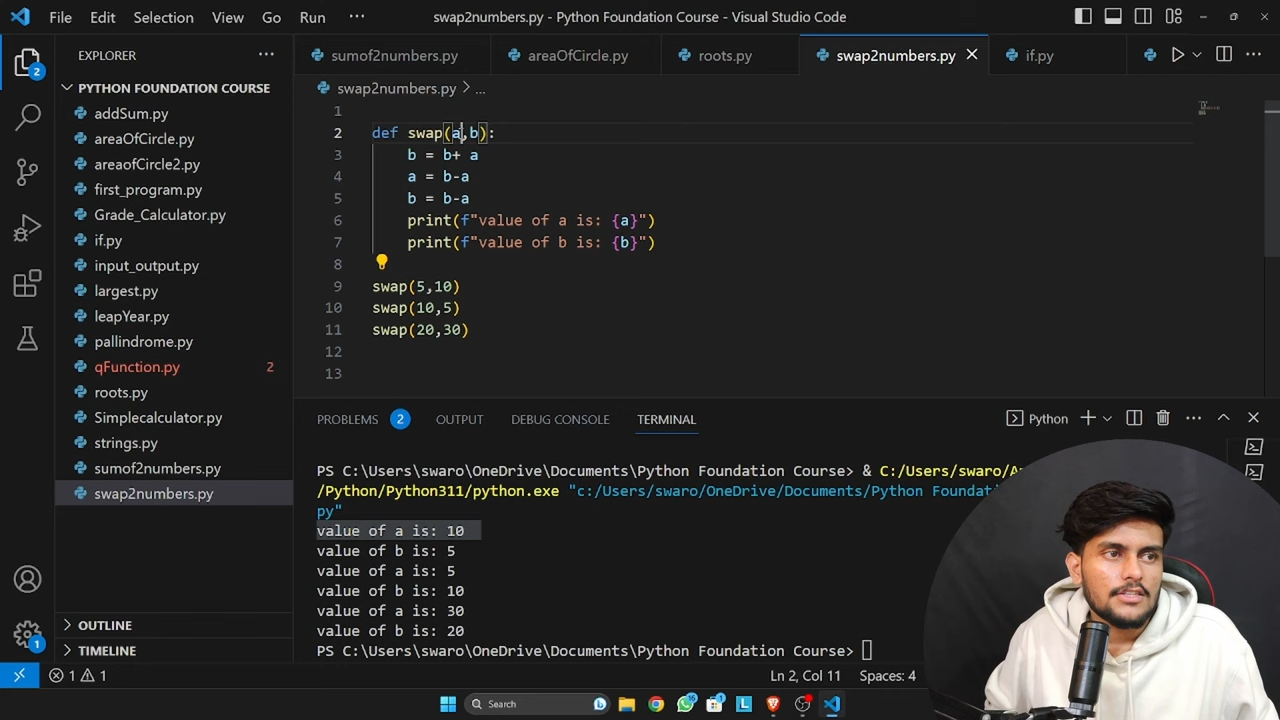 File Edit Selection View Go Run ··· swap2numbers.py - Python Foundation Course - Visual Studio Code
EXPLORER ···
sumof2numbers.py areaOfCircle.py roots.py swap2numbers.py if.py
PYTHON FOUNDATION COURSE
addSum.py
areaOfCircle.py
areaofCircle2.py
first_program.py
Grade_Calculator.py
if.py
input_output.py
largest.py
leapYear.py
pallindrome.py
qFunction.py 2
roots.py
Simplecalculator.py
strings.py
sumof2numbers.py
swap2numbers.py
OUTLINE
TIMELINE
2
1
swap2numbers.py > ...
1
2 def swap(a,b):
3 b = b+ a
4 a = b-a
5 b = b-a
6 print(f"value of a is: {a}")
7 print(f"value of b is: {b}")
8
9 swap(5,10)
10 swap(10,5)
11 swap(20,30)
12
13
PROBLEMS 2 OUTPUT DEBUG CONSOLE TERMINAL Python
PS C:\Users\swaro\OneDrive\Documents\Python Foundation Course> & C:/Users/swaro/
/Python/Python311/python.exe "c:/Users/swaro/OneDrive/Documents/Python
py"
value of a is: 10
value of b is: 5
value of a is: 5
value of b is: 10
value of a is: 30
value of b is: 20
PS C:\Users\swaro\OneDrive\Documents\Python Foundation Course>
1 1 Ln 2, Col 11 Spaces: 4
Search